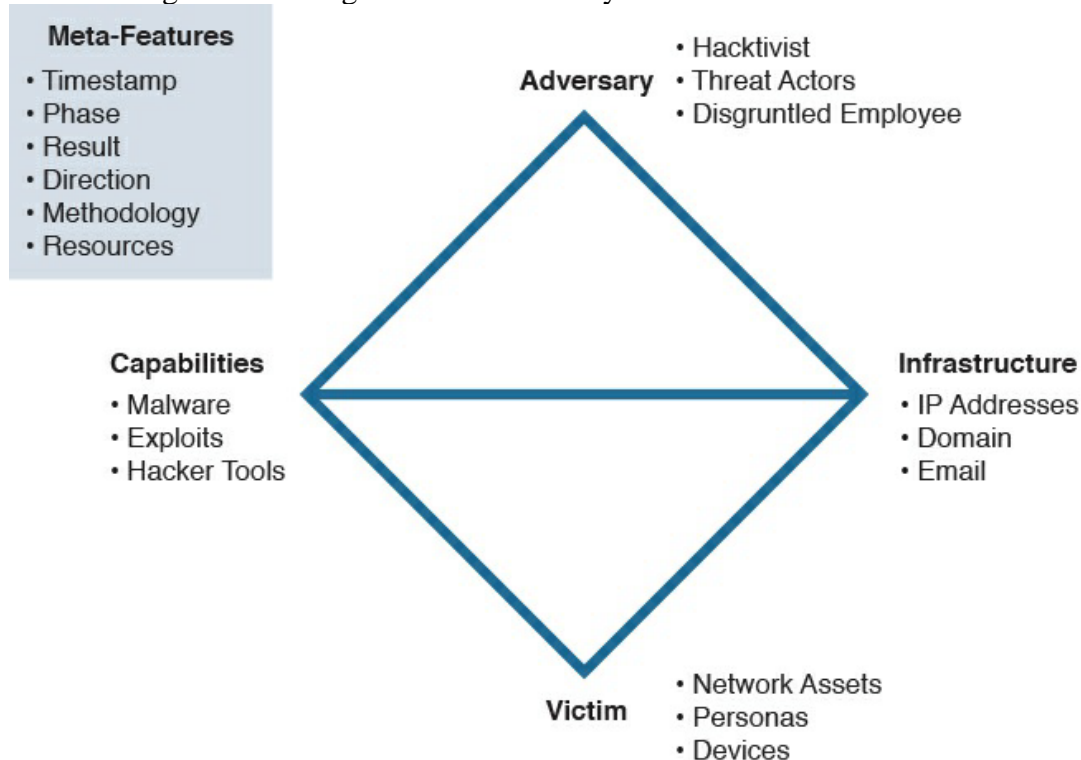 Meta-Features
• Timestamp
• Phase
• Result
• Direction
• Methodology
• Resources
Adversary
• Hacktivist
• Threat Actors
• Disgruntled Employee
Capabilities
• Malware
• Exploits
• Hacker Tools
Infrastructure
• IP Addresses
• Domain
• Email
Victim
• Network Assets
• Personas
• Devices